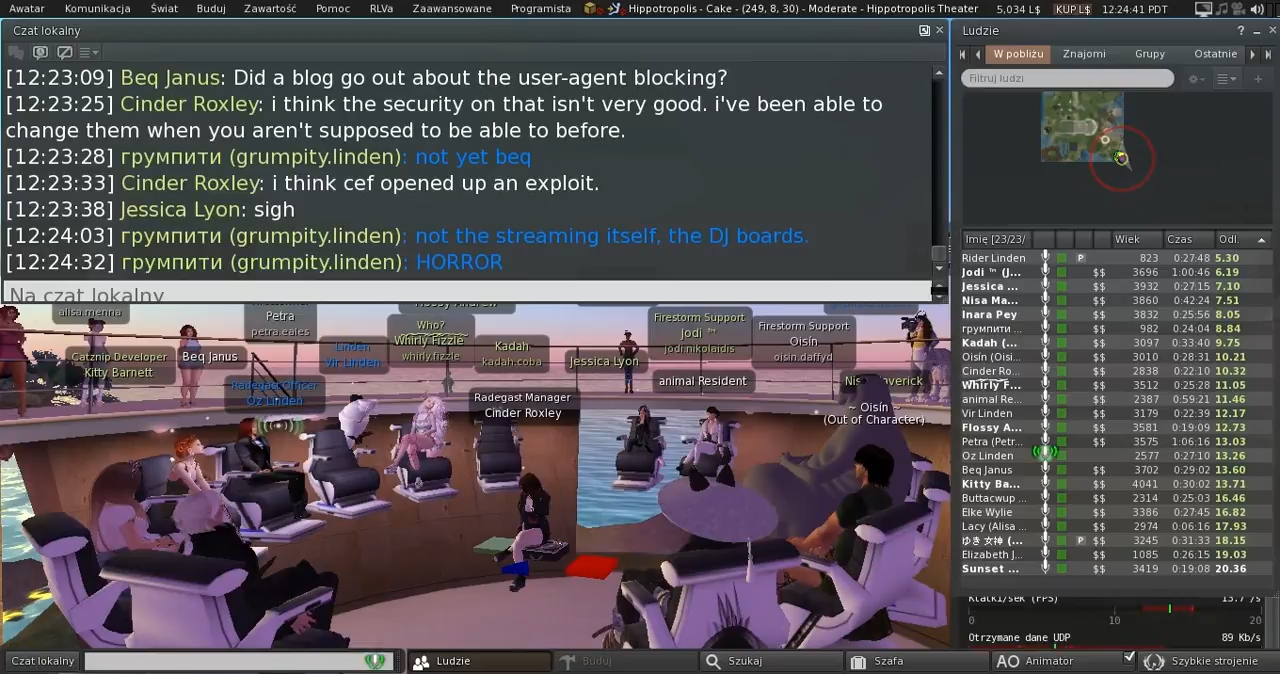 Awatar Komunikacja Świat Buduj Zawartość Pomoc RLVa Zaawansowane Programista Hippotropolis - Cake - (249, 8, 30) - Moderate - Hippotropolis Theater 5,034 L$ KUP L$ 12:24:41 PDT
Czat lokalny
[12:23:09] Beq Janus: Did a blog go out about the user-agent blocking?
[12:23:25] Cinder Roxley: i think the security on that isn't very good. i've been able to
change them when you aren't supposed to be able to before.
[12:23:28] грумпити (grumpity.linden): not yet beq
[12:23:33] Cinder Roxley: i think cef opened up an exploit.
[12:23:38] Jessica Lyon: sigh
[12:24:03] грумпити (grumpity.linden): not the streaming itself, the DJ boards.
[12:24:32] грумпити (grumpity.linden): HORROR
Na czat lokalny
alisa.menna
Petra
petra.eales
Catznip Developer
Kitty Barnett
Beq Janus
Radegast Officer
Oz Linden
Linden
Vir Linden
Who?
Whirly Fizzle
whirly.fizzle
Kadah
kadah.coba
Radegast Manager
Cinder Roxley
Jessica Lyon
Firestorm Support
Jodi ™
jodi.nikolaidis
animal Resident
Firestorm Support
Oisín
oisin.daffyd
~ Oisín ~
(Out of Character)
Ludzie
W pobliżu Znajomi Grupy Ostatnie
Filtruj ludzi
Imię [23/23/ Wiek Czas Odl.
Rider Linden P 823 0:27:48 5.30
Jodi ™ (J... $$ 3696 1:00:46 6.19
Jessica ... $$ 3932 0:27:15 7.10
Nisa Ma... $$ 3860 0:42:24 7.51
Inara Pey $$ 3832 0:25:56 8.05
грумпити ... $$ 982 0:24:04 8.84
Kadah (... $$ 3097 0:33:40 9.75
Oisín (Oisi... $$ 3010 0:28:31 10.21
Cinder Ro... $$ 2838 0:22:10 10.32
Whirly F... $$ 3512 0:25:28 11.05
animal Re... $$ 2387 0:59:21 11.46
Vir Linden $$ 3179 0:22:39 12.17
Flossy A... $$ 3581 0:19:09 12.73
Petra (Petr... $$ 3575 1:06:16 13.03
Oz Linden 2577 0:27:10 13.26
Beq Janus $$ 3702 0:29:02 13.60
Kitty Ba... $$ 4041 0:30:02 13.71
Buttacwup ... $$ 2314 0:25:03 16.46
Elke Wylie $$ 3386 0:27:45 16.82
Lacy (Alisa ... $$ 2974 0:06:16 17.93
ゆき 女神 (... P $$ 3245 0:31:33 18.15
Elizabeth J... $$ 1085 0:26:15 19.03
Sunset ... $$ 3419 0:19:08 20.36
Klatki/sek (FPS) 13.7 /s
0 10 20
Otrzymane dane UDP 89 Kb/s
Czat lokalny Ludzie Buduj Szukaj Szafa AO Animator Szybkie strojenie